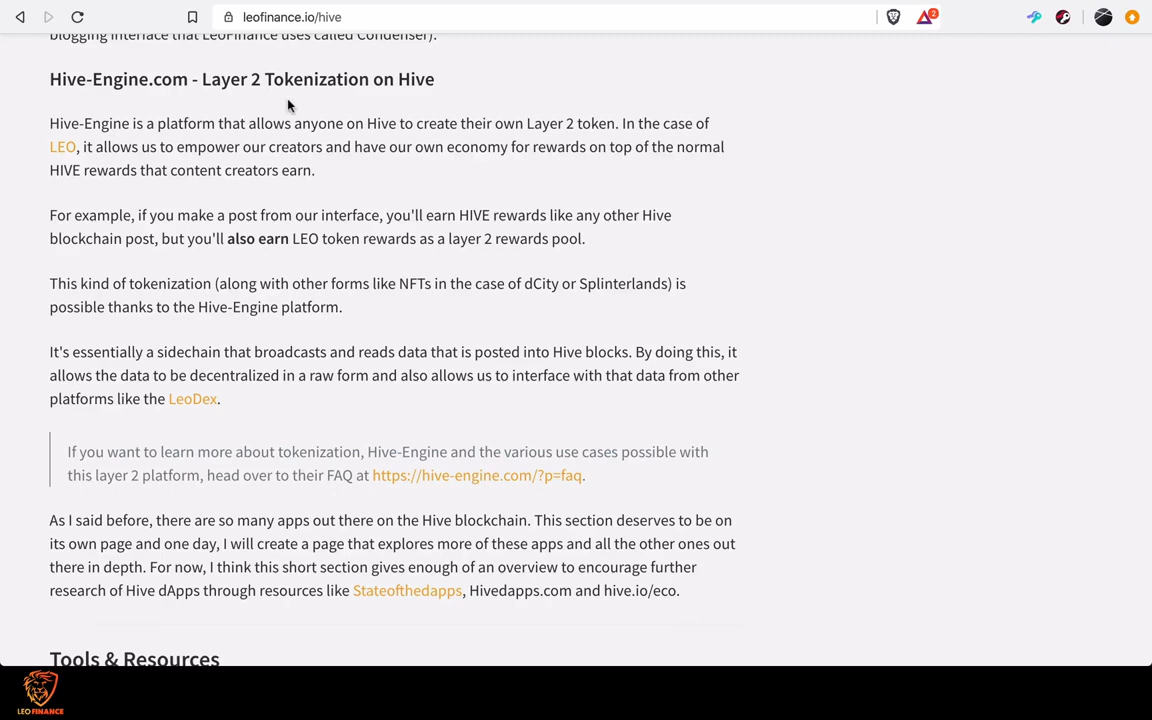 leofinance.io/hive
2
blogging interface that LeoFinance uses called Condenser).
Hive-Engine.com - Layer 2 Tokenization on Hive
Hive-Engine is a platform that allows anyone on Hive to create their own Layer 2 token. In the case of
LEO, it allows us to empower our creators and have our own economy for rewards on top of the normal
HIVE rewards that content creators earn.
For example, if you make a post from our interface, you'll earn HIVE rewards like any other Hive
blockchain post, but you'll also earn LEO token rewards as a layer 2 rewards pool.
This kind of tokenization (along with other forms like NFTs in the case of dCity or Splinterlands) is
possible thanks to the Hive-Engine platform.
It's essentially a sidechain that broadcasts and reads data that is posted into Hive blocks. By doing this, it
allows the data to be decentralized in a raw form and also allows us to interface with that data from other
platforms like the LeoDex.
If you want to learn more about tokenization, Hive-Engine and the various use cases possible with
this layer 2 platform, head over to their FAQ at https://hive-engine.com/?p=faq.
As I said before, there are so many apps out there on the Hive blockchain. This section deserves to be on
its own page and one day, I will create a page that explores more of these apps and all the other ones out
there in depth. For now, I think this short section gives enough of an overview to encourage further
research of Hive dApps through resources like Stateofthedapps, Hivedapps.com and hive.io/eco.
Tools & Resources
LEOFINANCE